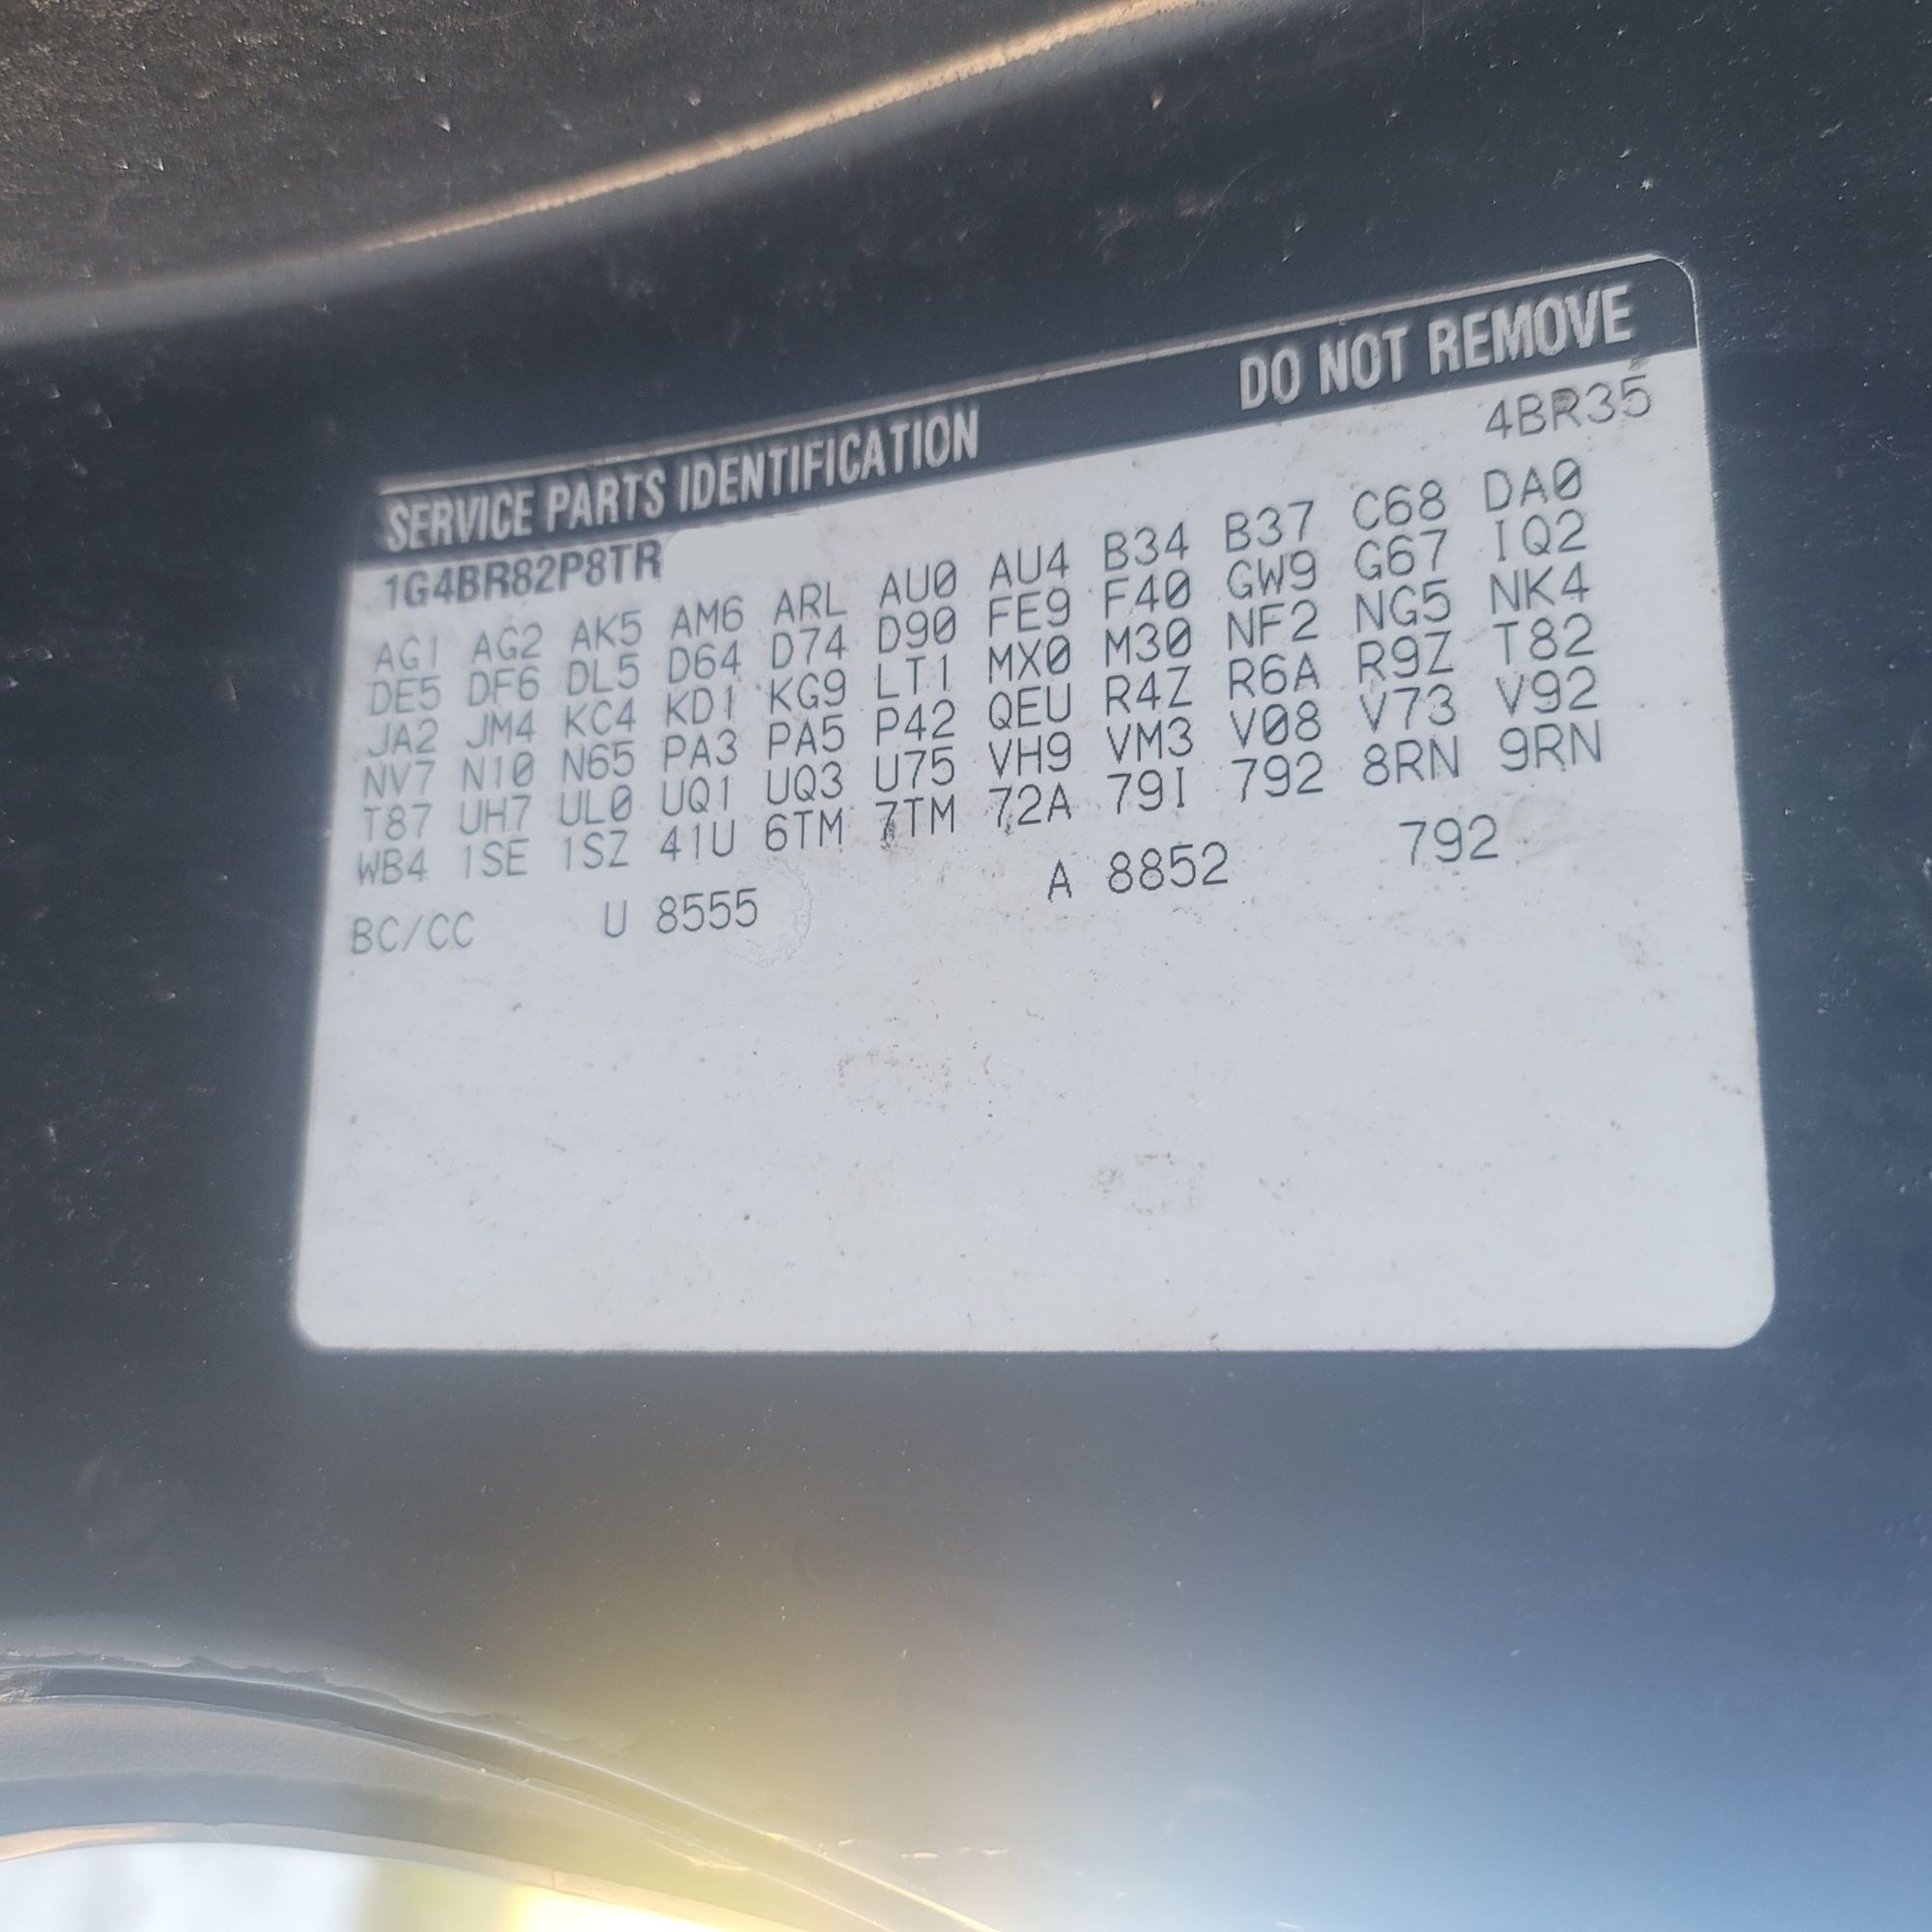 SERVICE PARTS IDENTIFICATION DO NOT REMOVE
1G4BR82P8TR 4BR35
AG1 AG2 AK5 AM6 ARL AU0 AU4 B34 B37 C68 DA0
DE5 DF6 DL5 D64 D74 D90 FE9 F40 GW9 G67 IQ2
JA2 JM4 KC4 KD1 KG9 LT1 MX0 M30 NF2 NG5 NK4
NV7 N10 N65 PA3 PA5 P42 QEU R4Z R6A R9Z T82
T87 UH7 UL0 UQ1 UQ3 U75 VH9 VM3 V08 V73 V92
WB4 1SE 1SZ 41U 6TM 7TM 72A 79I 792 8RN 9RN
BC/CC U 8555 A 8852 792